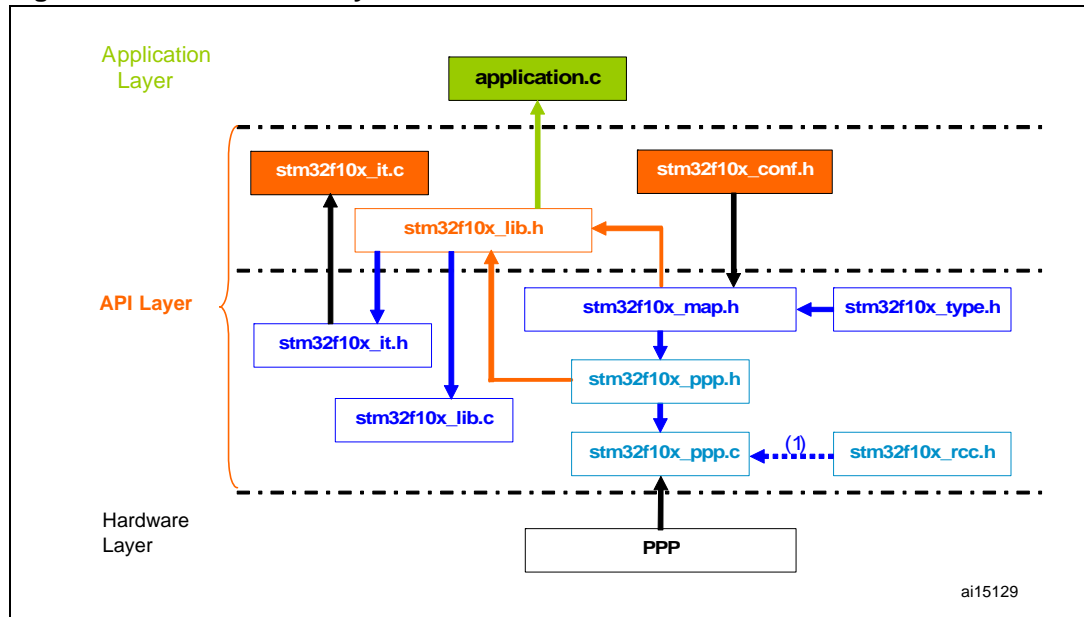 Application
Layer
application.c
stm32f10x_it.c
stm32f10x_conf.h
stm32f10x_lib.h
API Layer
stm32f10x_map.h
stm32f10x_type.h
stm32f10x_it.h
stm32f10x_ppp.h
stm32f10x_lib.c
(1)
stm32f10x_ppp.c
stm32f10x_rcc.h
Hardware
Layer
PPP
ai15129